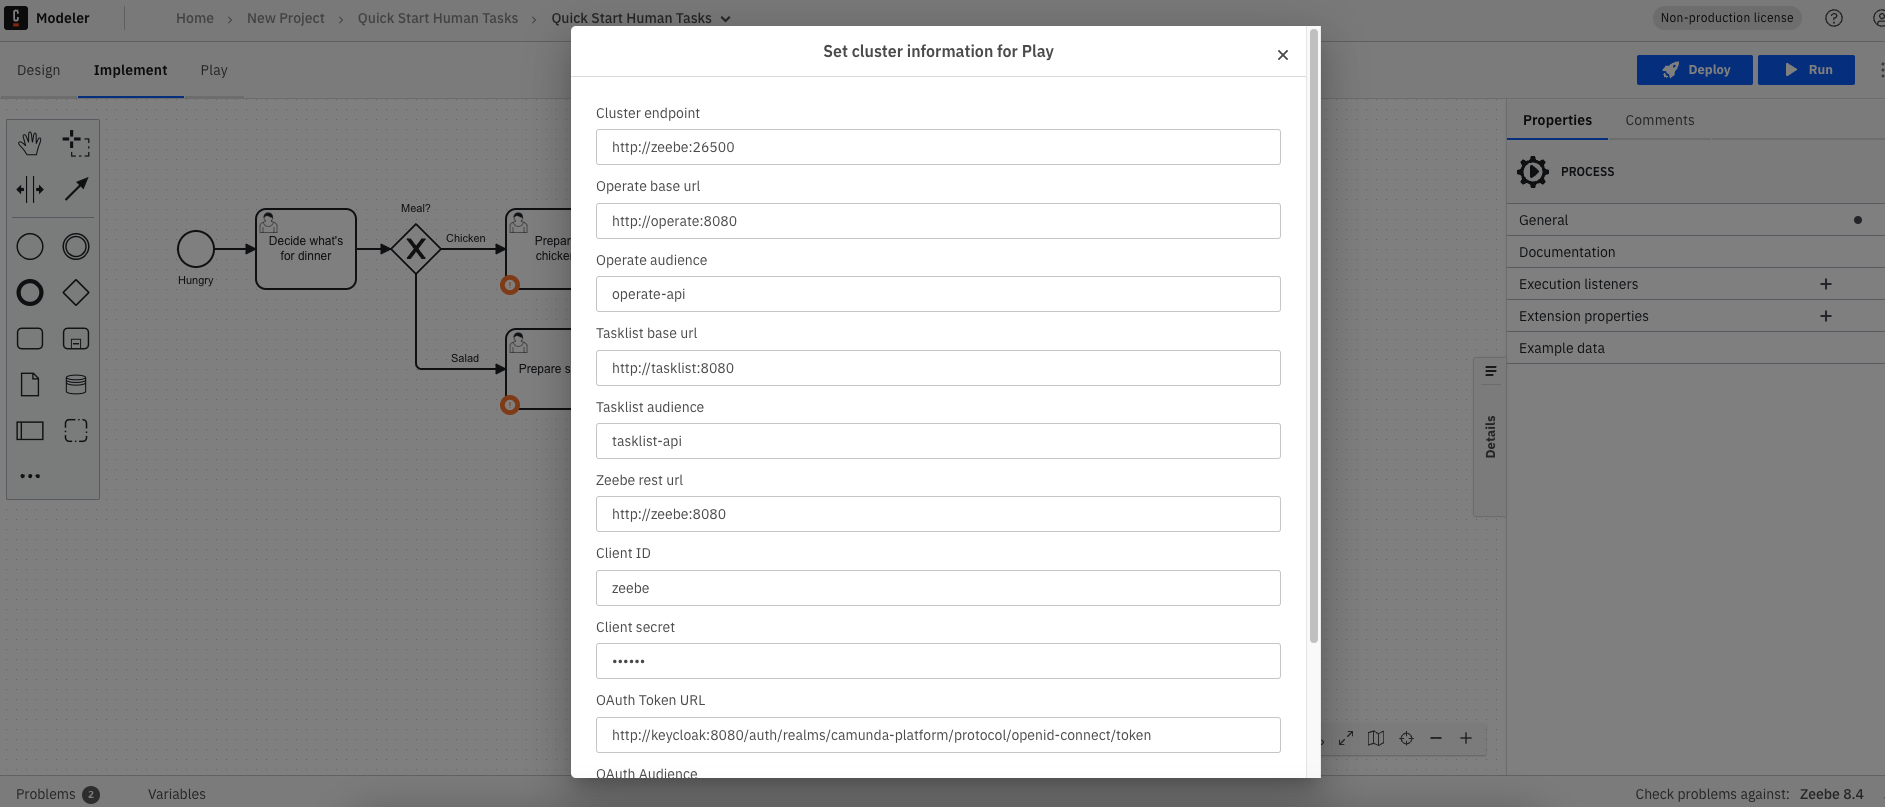 Modeler
Home > New Project > Quick Start Human Tasks > Quick Start Human Tasks
Non-production license
Design
Implement
Play
Deploy
Run
Set cluster information for Play
Cluster endpoint
http://zeebe:26500
Operate base url
http://operate:8080
Operate audience
operate-api
Tasklist base url
http://tasklist:8080
Tasklist audience
tasklist-api
Zeebe rest url
http://zeebe:8080
Client ID
zeebe
Client secret
••••••
OAuth Token URL
http://keycloak:8080/auth/realms/camunda-platform/protocol/openid-connect/token
OAuth Audience
Hungry
Decide what's
for dinner
Meal?
Chicken
Prepar
chicke
Salad
Prepare s
Properties
Comments
PROCESS
General
Documentation
Execution listeners
Extension properties
Example data
Details
Problems 2
Variables
Check problems against: Zeebe 8.4